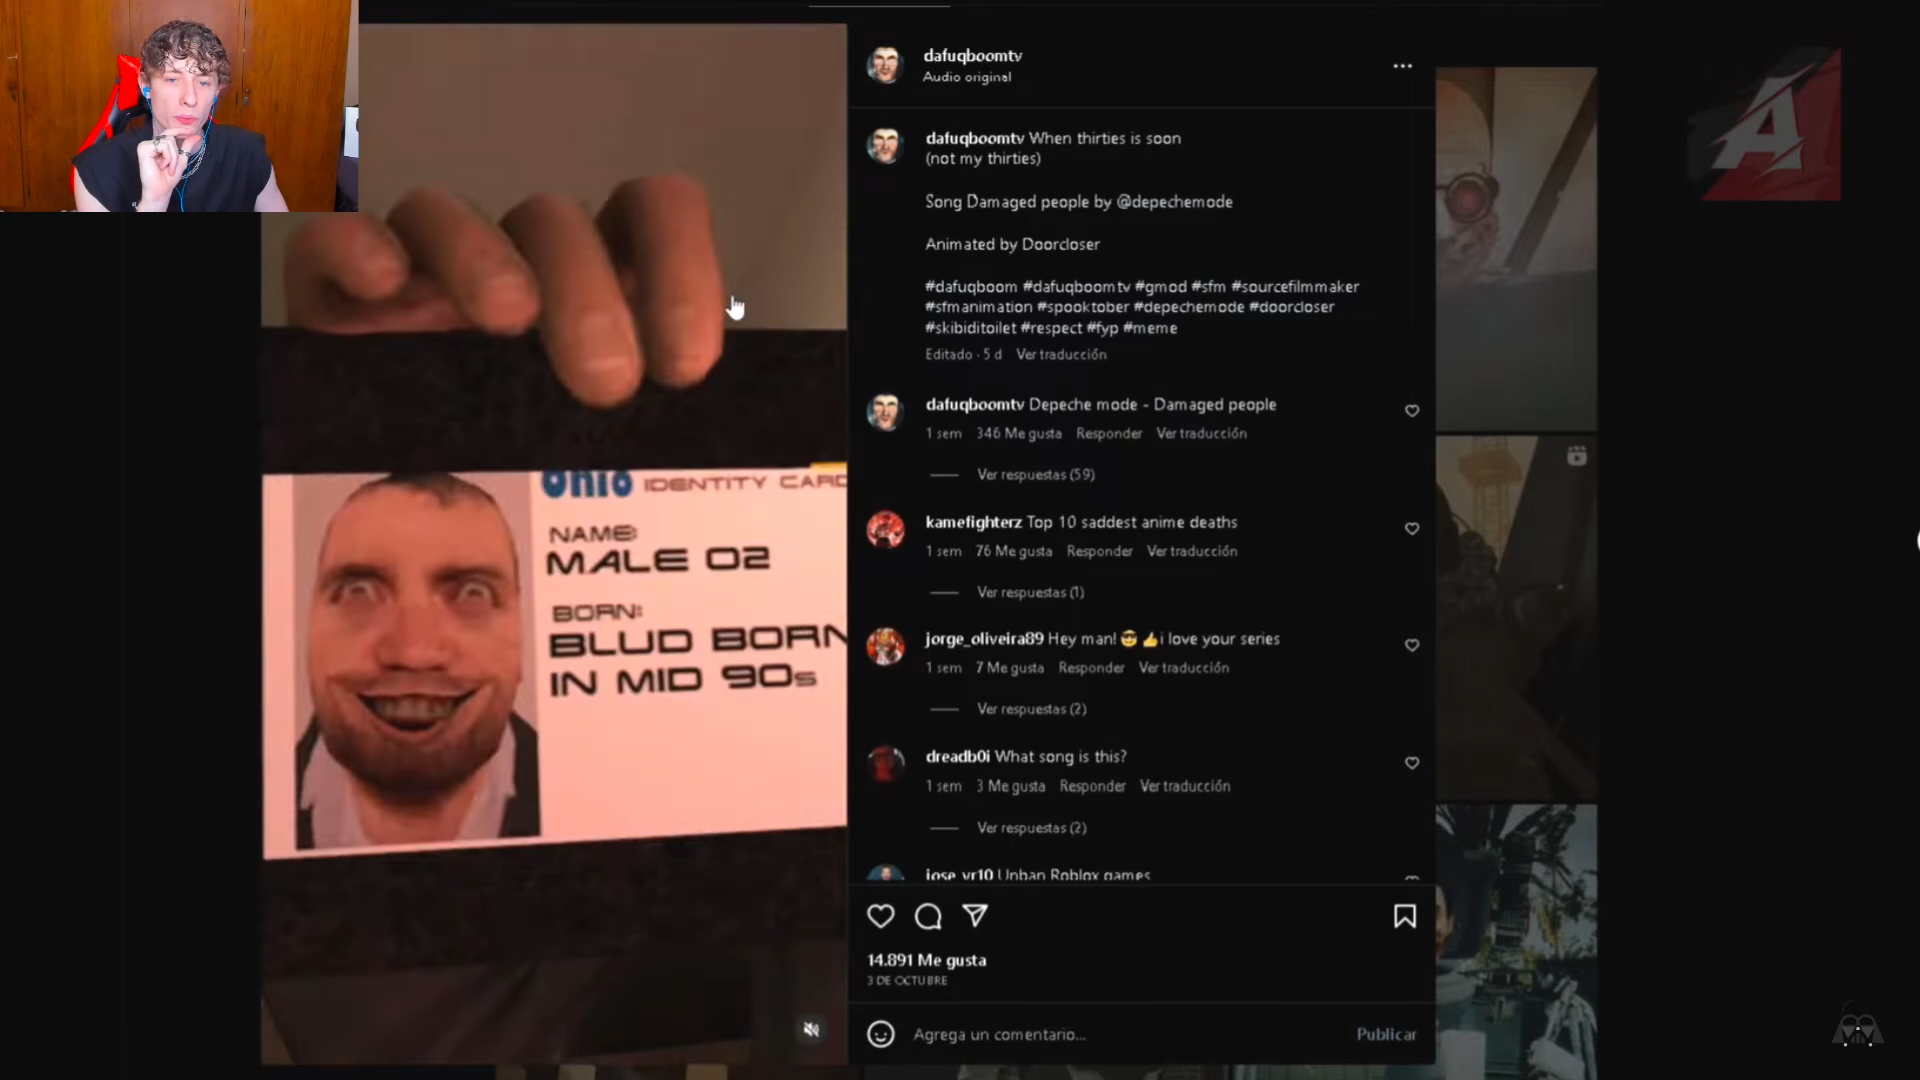 dafuqboomtv
Audio original
dafuqboomtv When thirties is soon
(not my thirties)
Song Damaged people by @depechemode
Animated by Doorcloser
#dafuqboom #dafuqboomtv #gmod #sfm #sourcefilmmaker
#sfmanimation #spooktober #depechemode #doorcloser
#skibiditoilet #respect #fyp #meme
Editado · 5 d Ver traducción
dafuqboomtv Depeche mode - Damaged people
1 sem 346 Me gusta Responder Ver traducción
Ver respuestas (59)
kamefighterz Top 10 saddest anime deaths
1 sem 76 Me gusta Responder Ver traducción
Ver respuestas (1)
jorge_oliveira89 Hey man! 😎 👍i love your series
1 sem 7 Me gusta Responder Ver traducción
Ver respuestas (2)
dreadb0i What song is this?
1 sem 3 Me gusta Responder Ver traducción
Ver respuestas (2)
jose_vr10 Unban Roblox games
14.891 Me gusta
3 DE OCTUBRE
Agrega un comentario... Publicar
Ohio IDENTITY CARD
NAME:
MALE 02
BORN:
BLUD BORN
IN MID 90s
A